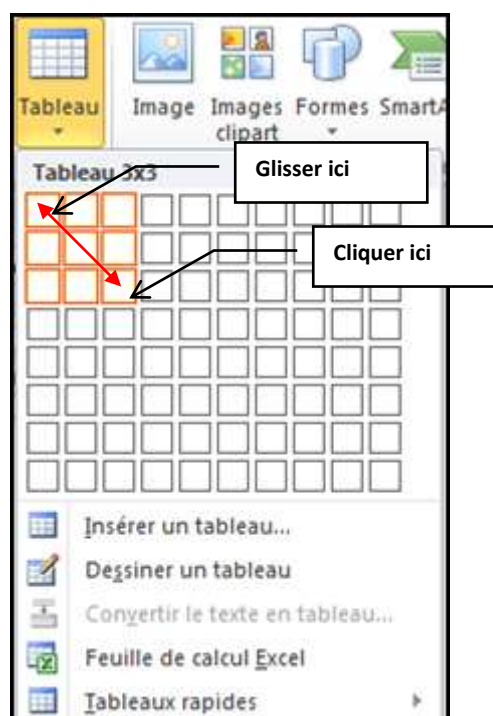 Tableau Image Images Formes SmartA
clipart
Tableau 3x3
Glisser ici
Cliquer ici
Insérer un tableau...
Dessiner un tableau
Convertir le texte en tableau...
Feuille de calcul Excel
Tableaux rapides